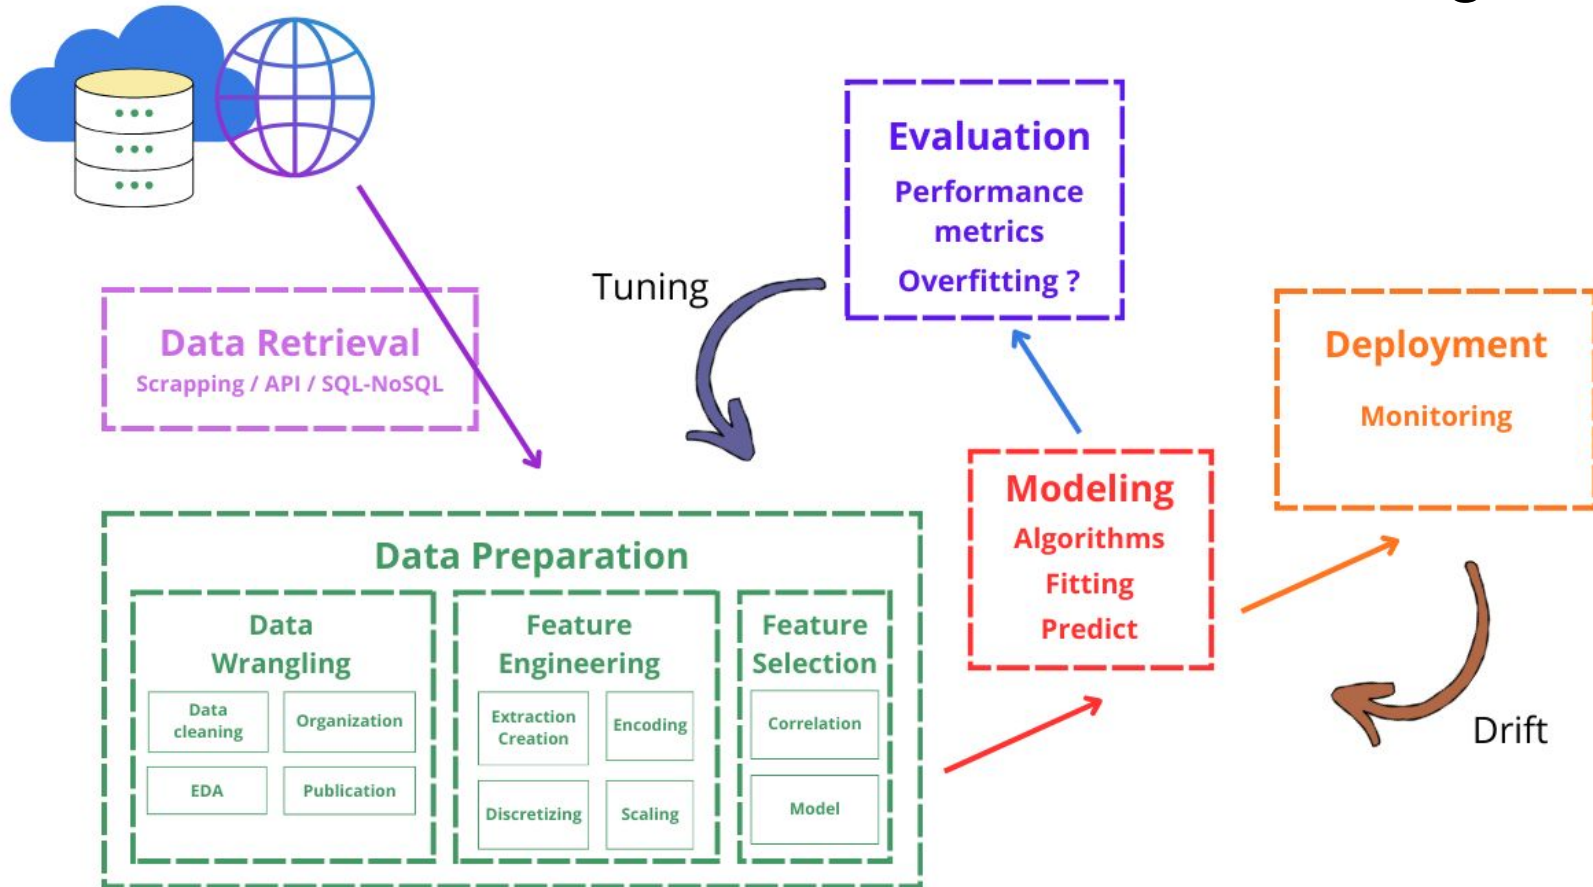 Data Retrieval
Scrapping / API / SQL-NoSQL
Tuning
Evaluation
Performance
metrics
Overfitting ?
Deployment
Monitoring
Modeling
Algorithms
Fitting
Predict
Drift
Data Preparation
Data
Wrangling
Data
cleaning
Organization
EDA
Publication
Feature
Engineering
Extraction
Creation
Encoding
Discretizing
Scaling
Feature
Selection
Correlation
Model